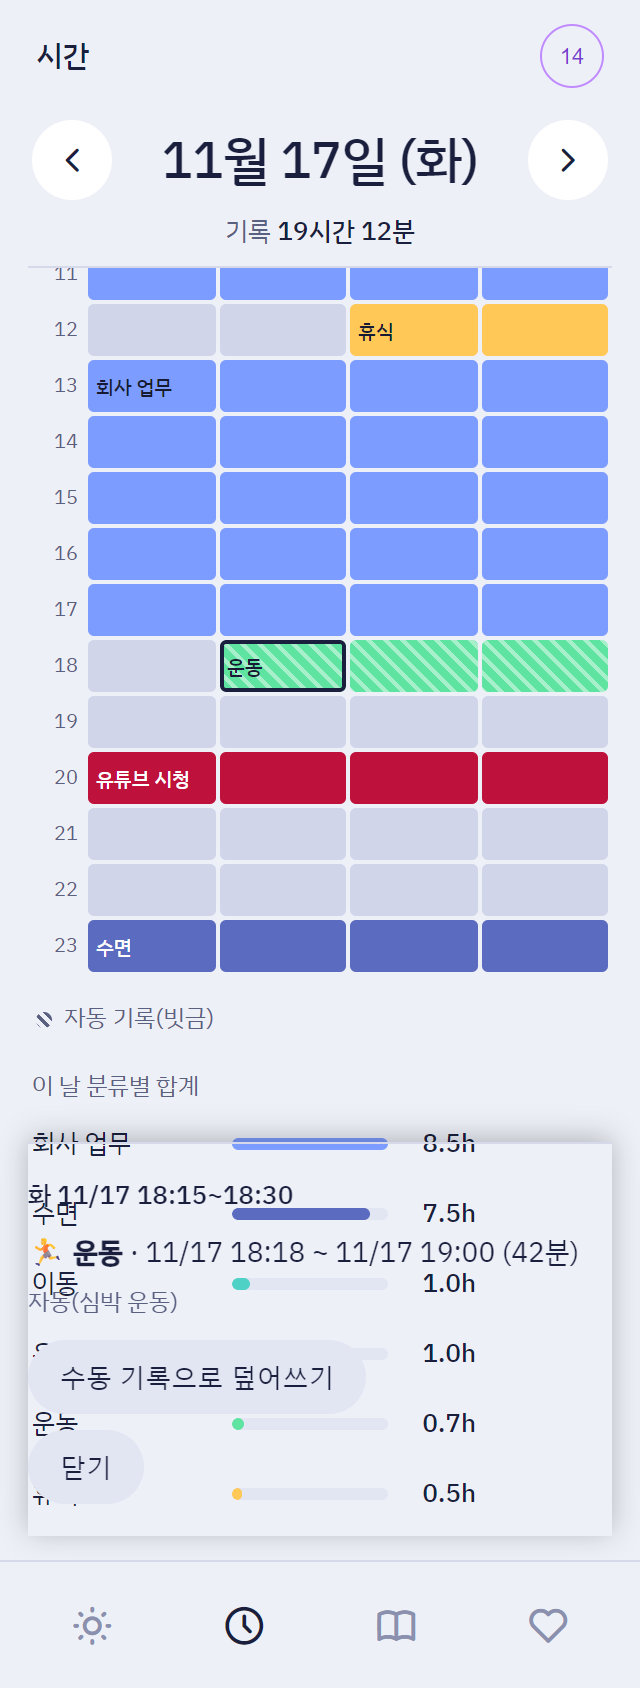 시간
14
11월 17일 (화)
기록 19시간 12분
11
12 휴식
13 회사 업무
14
15
16
17
18 운동
19
20 유튜브 시청
21
22
23 수면
자동 기록(빗금)
이 날 분류별 합계
회사 업무 8.5h
화 11/17 18:15~18:30
수면 7.5h
🏃 운동 · 11/17 18:18 ~ 11/17 19:00 (42분)
이동 1.0h
자동(심박 운동)
1.0h
수동 기록으로 덮어쓰기
운동 0.7h
닫기
0.5h